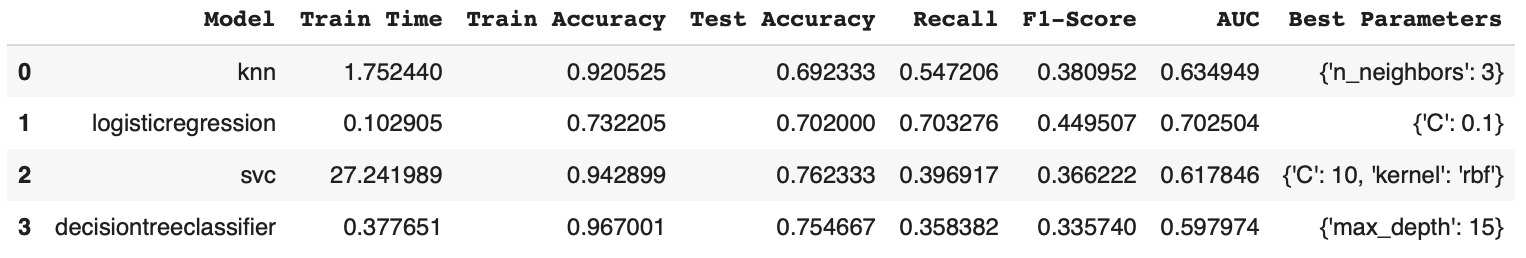 Model Train Time Train Accuracy Test Accuracy Recall F1-Score AUC Best Parameters
0 knn 1.752440 0.920525 0.692333 0.547206 0.380952 0.634949 {'n_neighbors': 3}
1 logisticregression 0.102905 0.732205 0.702000 0.703276 0.449507 0.702504 {'C': 0.1}
2 svc 27.241989 0.942899 0.762333 0.396917 0.366222 0.617846 {'C': 10, 'kernel': 'rbf'}
3 decisiontreeclassifier 0.377651 0.967001 0.754667 0.358382 0.335740 0.597974 {'max_depth': 15}